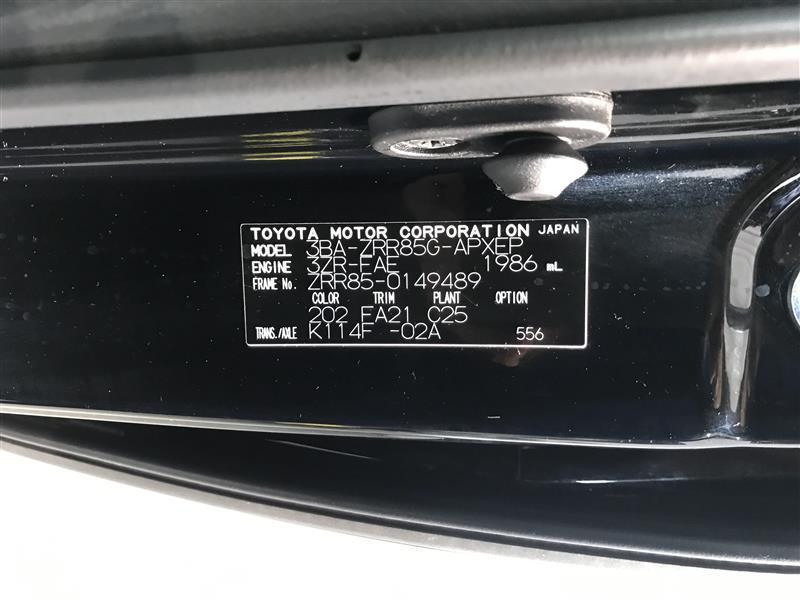 TOYOTA MOTOR CORPORATION JAPAN
MODEL 3BA-ZRR85G-APXEP
ENGINE 3ZR-FAE 1986 mL
FRAME No. ZRR85-0149489
COLOR TRIM PLANT OPTION
202 FA21 C25
TRANS./AXLE K114F -02A 556